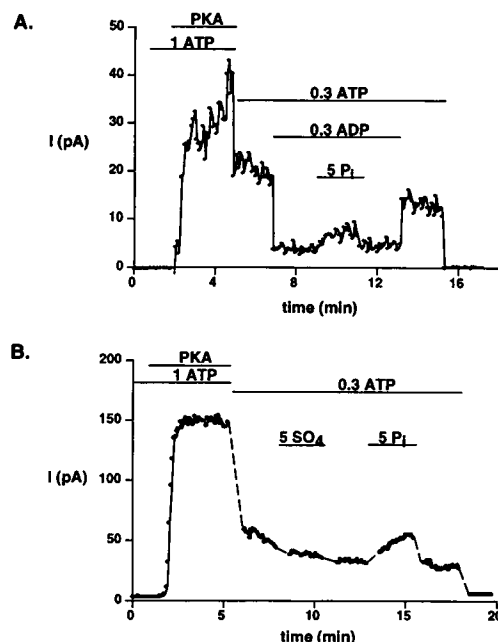 A.
PKA
1 ATP
0.3 ATP
0.3 ADP
5 Pi
I (pA)
50
40
30
20
10
0
0
4
8
12
16
time (min)
B.
PKA
1 ATP
0.3 ATP
5 SO4
5 Pi
I (pA)
200
150
100
50
0
0
5
10
15
20
time (min)